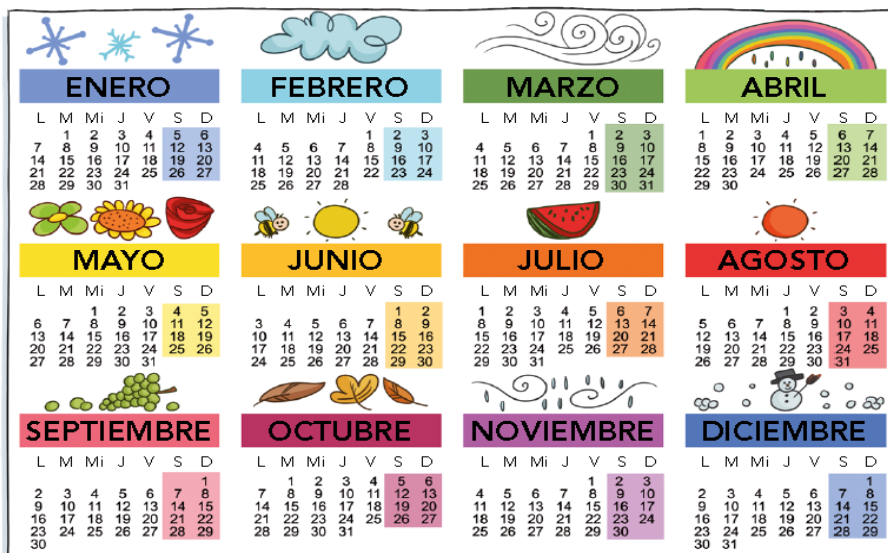 ENERO
L M Mi J V S D
1 2 3 4 5 6
7 8 9 10 11 12 13
14 15 16 17 18 19 20
21 22 23 24 25 26 27
28 29 30 31
FEBRERO
L M Mi J V S D
1 2 3
4 5 6 7 8 9 10
11 12 13 14 15 16 17
18 19 20 21 22 23 24
25 26 27 28
MARZO
L M Mi J V S D
1 2 3
4 5 6 7 8 9 10
11 12 13 14 15 16 17
18 19 20 21 22 23 24
25 26 27 28 29 30 31
ABRIL
L M Mi J V S D
1 2 3 4 5 6 7
8 9 10 11 12 13 14
15 16 17 18 19 20 21
22 23 24 25 26 27 28
29 30
MAYO
L M Mi J V S D
1 2 3 4 5
6 7 8 9 10 11 12
13 14 15 16 17 18 19
20 21 22 23 24 25 26
27 28 29 30 31
JUNIO
L M Mi J V S D
1 2
3 4 5 6 7 8 9
10 11 12 13 14 15 16
17 18 19 20 21 22 23
24 25 26 27 28 29 30
JULIO
L M Mi J V S D
1 2 3 4 5 6 7
8 9 10 11 12 13 14
15 16 17 18 19 20 21
22 23 24 25 26 27 28
29 30 31
AGOSTO
L M Mi J V S D
1 2 3 4
5 6 7 8 9 10 11
12 13 14 15 16 17 18
19 20 21 22 23 24 25
26 27 28 29 30 31
SEPTIEMBRE
L M Mi J V S D
1
2 3 4 5 6 7 8
9 10 11 12 13 14 15
16 17 18 19 20 21 22
23 24 25 26 27 28 29
30
OCTUBRE
L M Mi J V S D
1 2 3 4 5 6
7 8 9 10 11 12 13
14 15 16 17 18 19 20
21 22 23 24 25 26 27
28 29 30 31
NOVIEMBRE
L M Mi J V S D
1 2 3
4 5 6 7 8 9 10
11 12 13 14 15 16 17
18 19 20 21 22 23 24
25 26 27 28 29 30
DICIEMBRE
L M Mi J V S D
1
2 3 4 5 6 7 8
9 10 11 12 13 14 15
16 17 18 19 20 21 22
23 24 25 26 27 28 29
30 31